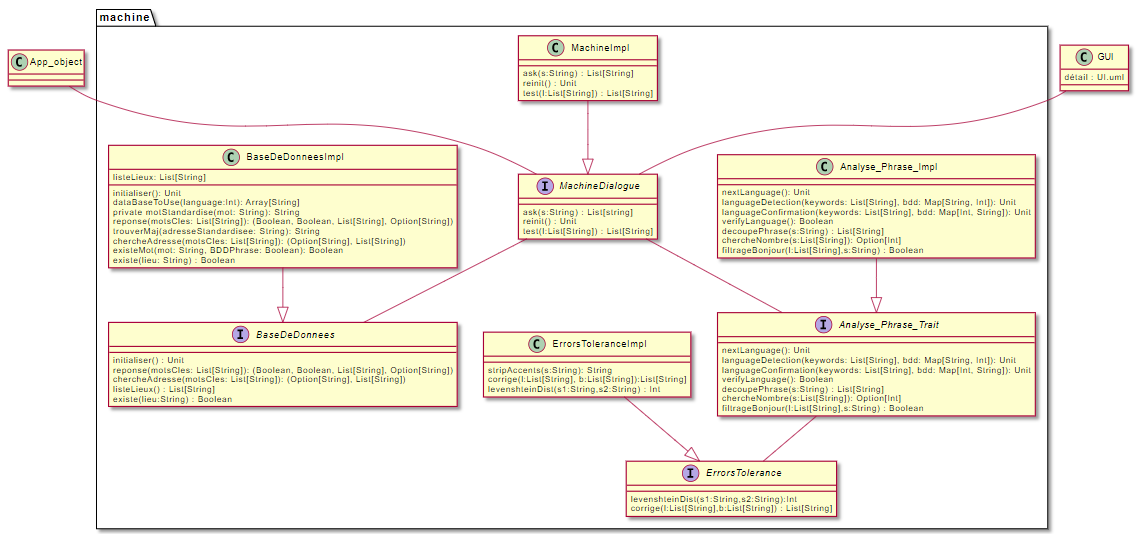 machine
C App_object
C MachineImpl
ask(s:String) : List[String]
reinit() : Unit
test(l:List[String]) : List[String]
C GUI
détail : UI.uml
C BaseDeDonneesImpl
listeLieux: List[String]
initialiser(): Unit
dataBaseToUse(language:Int): Array[String]
private motStandardise(mot: String): String
reponse(motsCles: List[String]): (Boolean, Boolean, List[String], Option[String])
trouverMaj(adresseStandardisee: String): String
chercheAdresse(motsCles: List[String]): (Option[String], List[String])
existeMot(mot: String, BDDPhrase: Boolean): Boolean
existe(lieu: String) : Boolean
I MachineDialogue
ask(s:String) : List[string]
reinit() : Unit
test(l:List[String]) : List[String]
C Analyse_Phrase_Impl
nextLanguage(): Unit
languageDetection(keywords: List[String], bdd: Map[String, Int]): Unit
languageConfirmation(keywords: List[String], bdd: Map[Int, String]): Unit
verifyLanguage(): Boolean
decoupePhrase(s:String) : List[String]
chercheNombre(s:List[String]): Option[Int]
filtrageBonjour(l:List[String],s:String) : Boolean
I BaseDeDonnees
initialiser() : Unit
reponse(motsCles: List[String]): (Boolean, Boolean, List[String], Option[String])
chercheAdresse(motsCles: List[String]): (Option[String], List[String])
listeLieux() : List[String]
existe(lieu:String) : Boolean
C ErrorsToleranceImpl
stripAccents(s:String): String
corrige(l:List[String], b:List[String]):List[String]
levenshteinDist(s1:String,s2:String) : Int
I Analyse_Phrase_Trait
nextLanguage(): Unit
languageDetection(keywords: List[String], bdd: Map[String, Int]): Unit
languageConfirmation(keywords: List[String], bdd: Map[Int, String]): Unit
verifyLanguage(): Boolean
decoupePhrase(s:String) : List[String]
chercheNombre(s:List[String]): Option[Int]
filtrageBonjour(l:List[String],s:String) : Boolean
I ErrorsTolerance
levenshteinDist(s1:String,s2:String):Int
corrige(l:List[String],b:List[String]) : List[String]